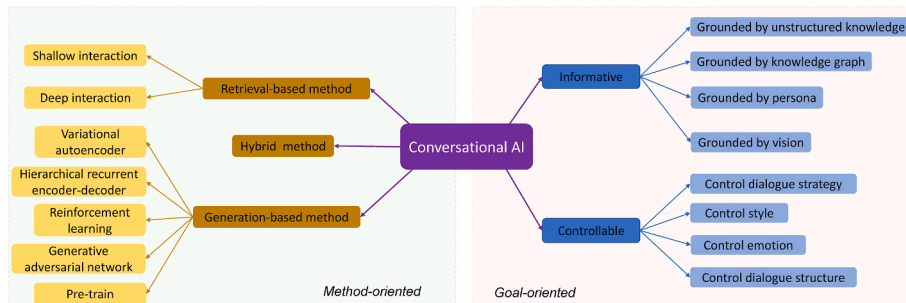 Shallow interaction
Deep interaction
Retrieval-based method
Variational
autoencoder
Hybrid method
Hierarchical recurrent
encoder-decoder
Reinforcement
learning
Generation-based method
Generative
adversarial network
Pre-train
Method-oriented
Conversational AI
Informative
Grounded by unstructured knowledge
Grounded by knowledge graph
Grounded by persona
Grounded by vision
Controllable
Control dialogue strategy
Control style
Control emotion
Control dialogue structure
Goal-oriented